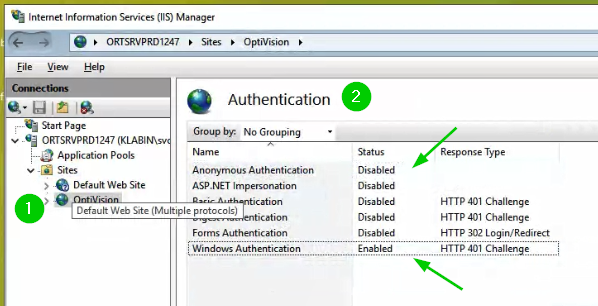 Internet Information Services (IIS) Manager
ORTSRVPRD1247 Sites OptiVision
File View Help
Connections
Start Page
ORTSRVPRD1247 (KLABIN\svc
Application Pools
Sites
Default Web Site
1 OptiVision
Default Web Site (Multiple protocols)
Authentication 2
Group by: No Grouping
Name Status Response Type
Anonymous Authentication Disabled
ASP.NET Impersonation Disabled
Basic Authentication Disabled HTTP 401 Challenge
Digest Authentication Disabled HTTP 401 Challenge
Forms Authentication Disabled HTTP 302 Login/Redirect
Windows Authentication Enabled HTTP 401 Challenge